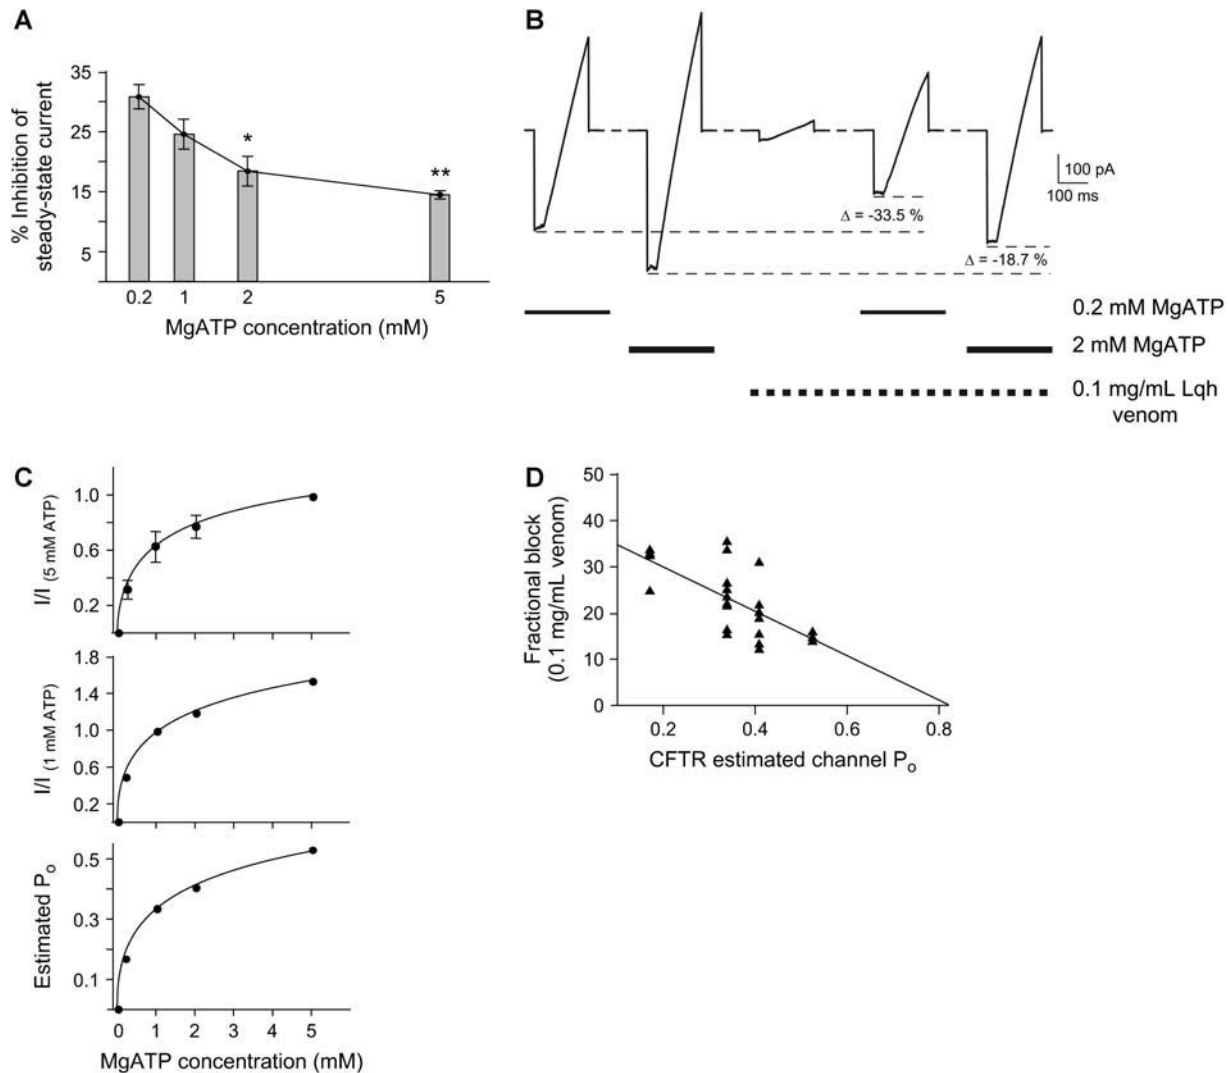 A
% Inhibition of
steady-state current
35
25
15
5
0.2 1 2 5
*
**
MgATP concentration (mM)
B
100 pA
100 ms
Δ = -33.5 %
Δ = -18.7 %
0.2 mM MgATP
2 mM MgATP
0.1 mg/mL Lqh
venom
C
I/I (5 mM ATP)
1.0
0.6
0.2
I/I (1 mM ATP)
1.8
1.4
1.0
0.6
0.2
Estimated Po
0.5
0.3
0.1
0 1 2 3 4 5
MgATP concentration (mM)
D
Fractional block
(0.1 mg/mL venom)
50
40
30
20
10
0
0.2 0.4 0.6 0.8
CFTR estimated channel Po